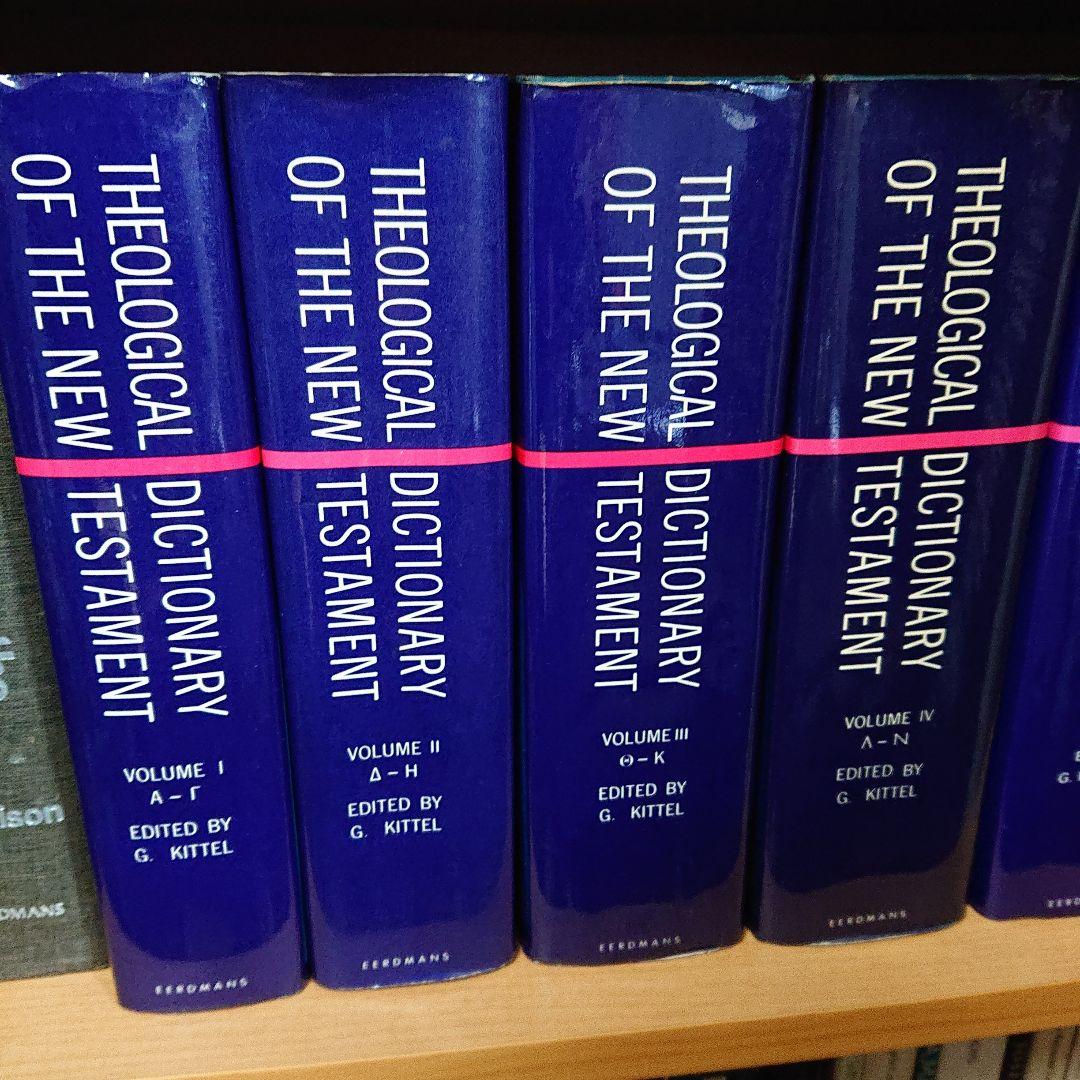 ison
THEOLOGICAL DICTIONARY
OF THE NEW TESTAMENT
VOLUME I
Α – Γ
EDITED BY
G. KITTEL
EERDMANS
THEOLOGICAL DICTIONARY
OF THE NEW TESTAMENT
VOLUME II
Δ – Η
EDITED BY
G. KITTEL
EERDMANS
THEOLOGICAL DICTIONARY
OF THE NEW TESTAMENT
VOLUME III
Θ – Κ
EDITED BY
G. KITTEL
EERDMANS
THEOLOGICAL DICTIONARY
OF THE NEW TESTAMENT
VOLUME IV
Λ – Ν
EDITED BY
G. KITTEL
EERDMANS